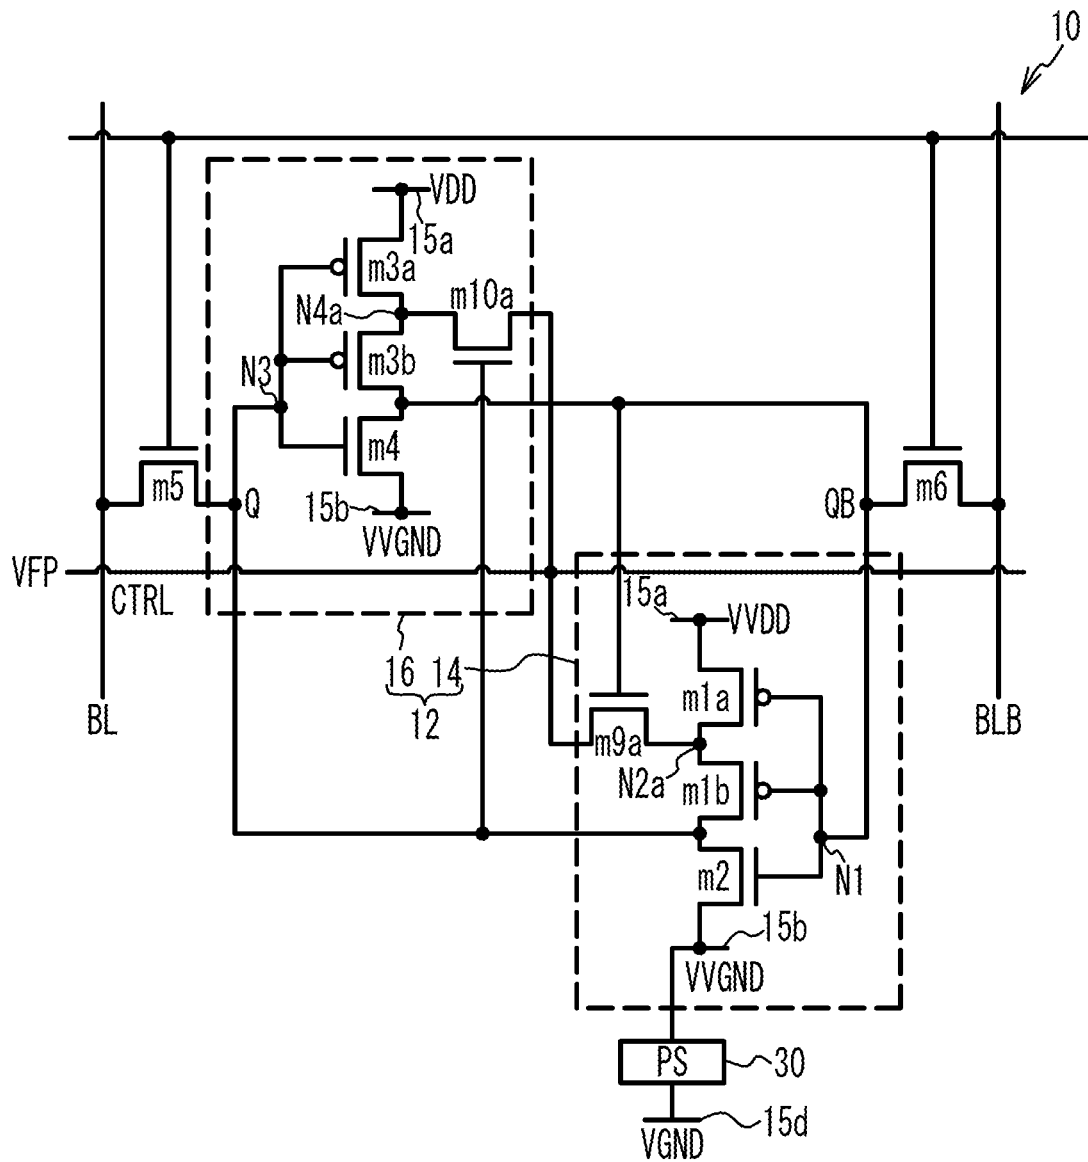 10
VDD
15a
m3a
m10a
N4a
m3b
N3
m4
m5
Q
15b
QB
m6
VVGND
VFP
CTRL
15a
VVDD
16 14
12
m1a
BL
BLB
m9a
N2a
m1b
m2
N1
15b
VVGND
PS
30
15d
VGND